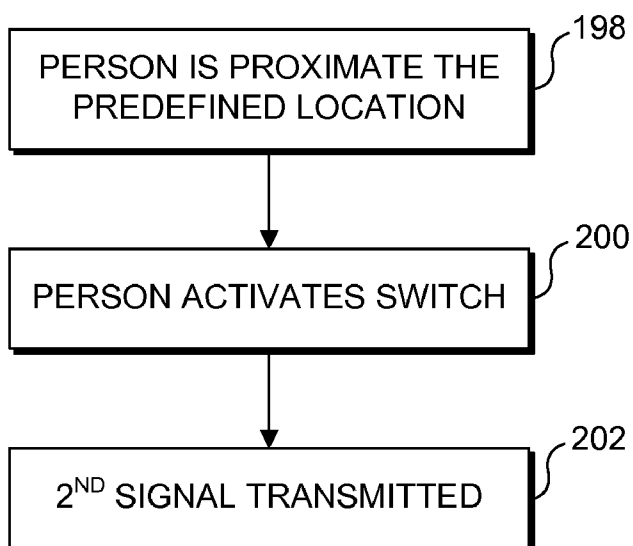 198
PERSON IS PROXIMATE THE
PREDEFINED LOCATION
200
PERSON ACTIVATES SWITCH
202
2ND SIGNAL TRANSMITTED